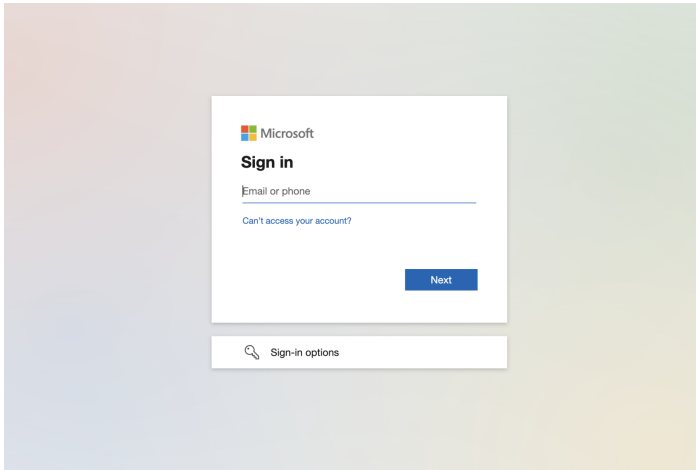 Microsoft
Sign in
Email or phone
Can't access your account?
Next
Sign-in options